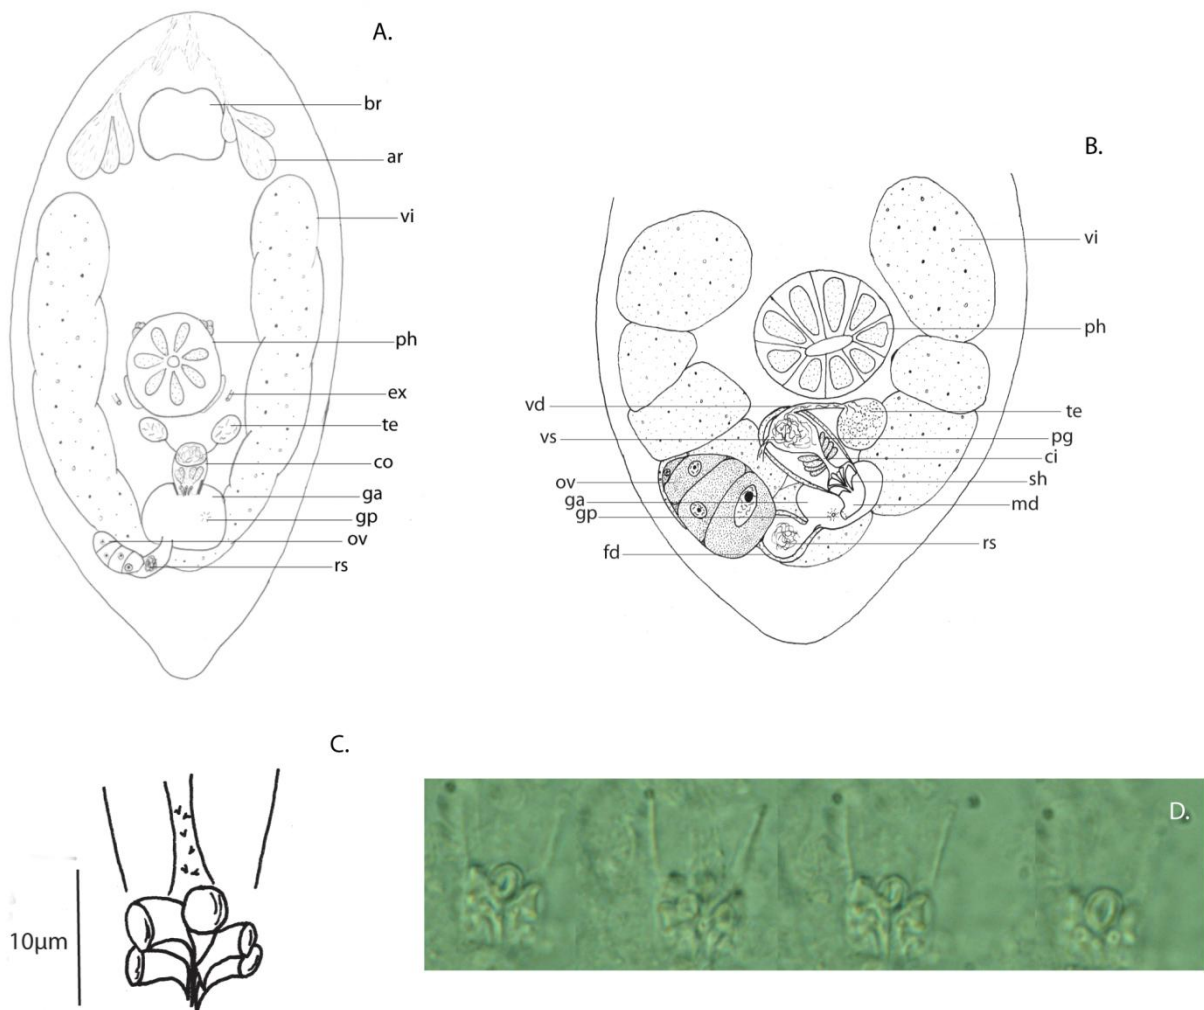 A.
br
ar
vi
ph
ex
te
co
ga
gp
ov
rs
B.
vi
ph
vd
te
vs
pg
ci
ov
sh
ga
md
gp
rs
fd
C.
10µm
D.